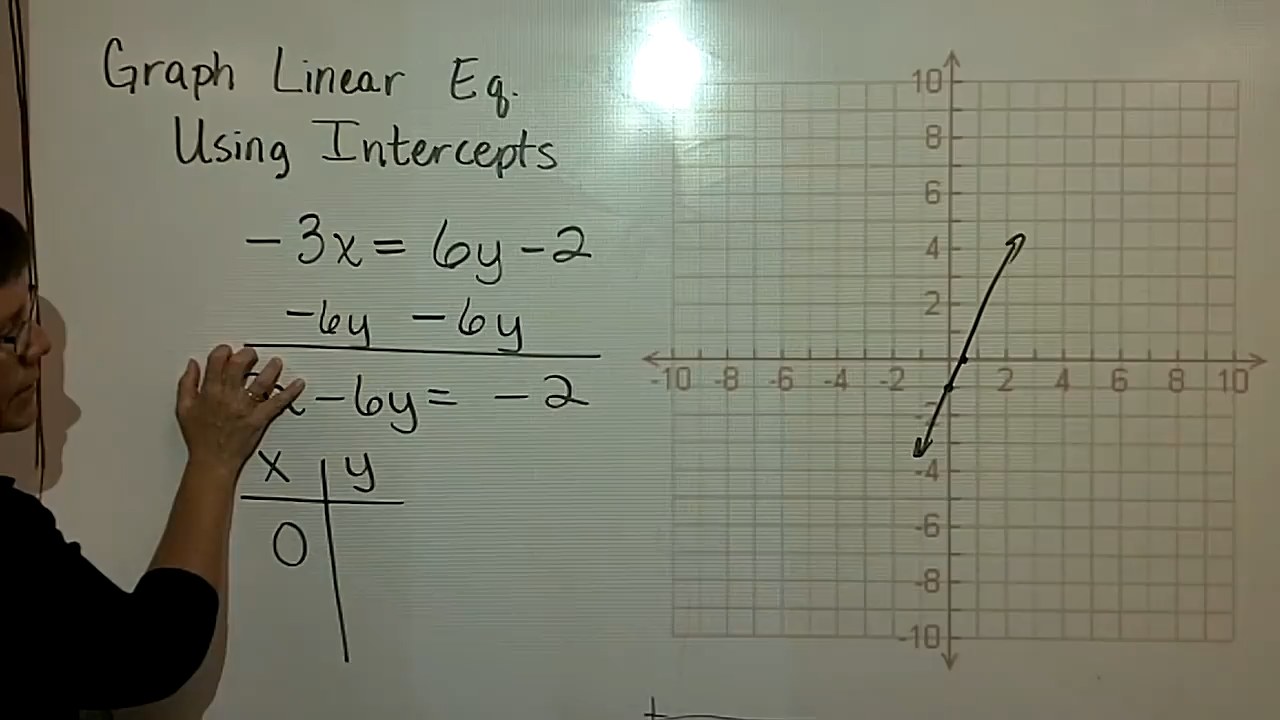 Graph Linear Eq.
Using Intercepts
-3x = 6y - 2
-6y -6y
x - 6y = -2
x y
0
10
8
6
4
2
-10 -8 -6 -4 -2 2 4 6 8 10
-2
-4
-6
-8
-10